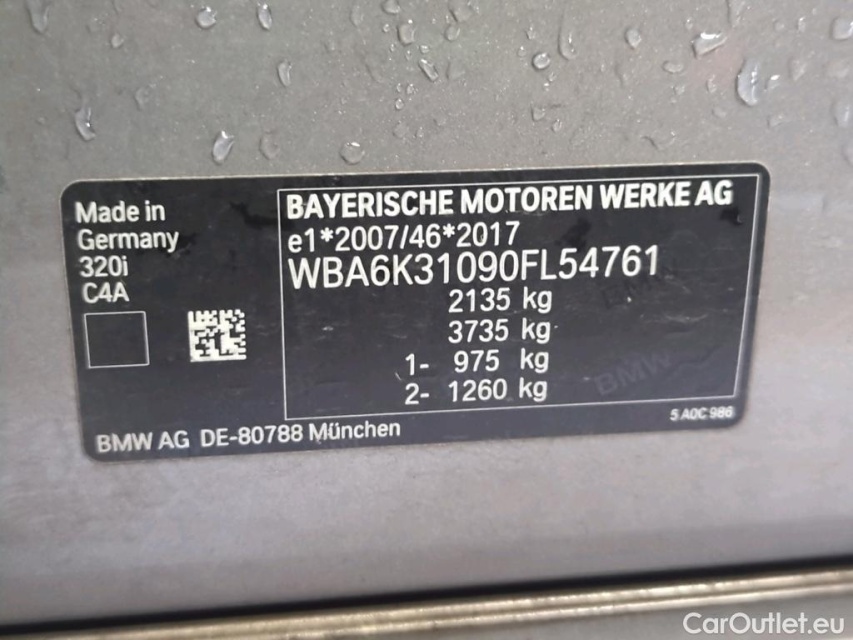 Made in
Germany
320i
C4A
BAYERISCHE MOTOREN WERKE AG
e1*2007/46*2017
WBA6K31090FL54761
2135 kg
3735 kg
1- 975 kg
2- 1260 kg
BMW
5 A0C 986
BMW AG DE-80788 München
CarOutlet.eu